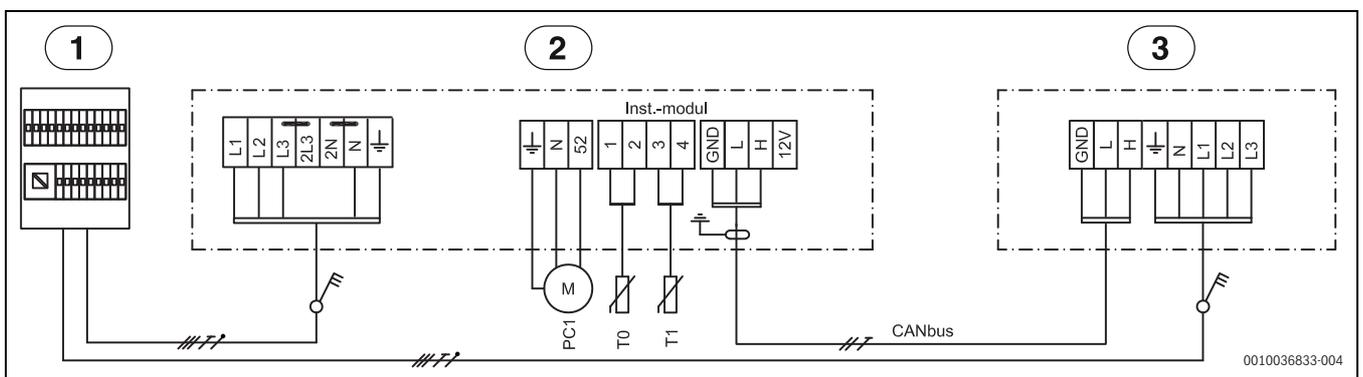 1
2
3
Inst.-modul
L1 L2 L3 2L3 2N N
N 52
1 2 3 4
GND L H 12V
GND L H N L1 L2 L3
M
PC1
T0
T1
CANbus
0010036833-004